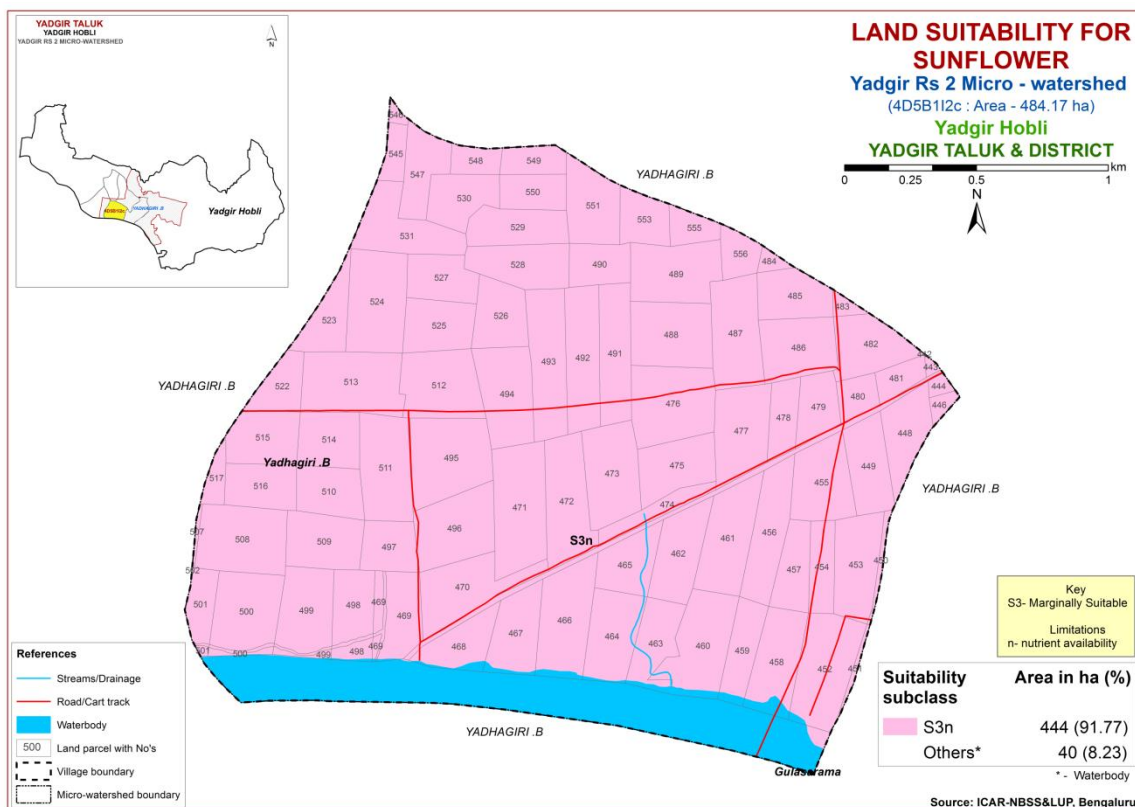 YADGIR TALUK
YADGIR HOBLI
YADGIR RS 2 MICRO-WATERSHED
N
4D5B1I2c
YADHAGIRI .B
Yadgir Hobli
LAND SUITABILITY FOR
SUNFLOWER
Yadgir Rs 2 Micro - watershed
(4D5B1I2c : Area - 484.17 ha)
Yadgir Hobli
YADGIR TALUK & DISTRICT
km
0 0.25 0.5 1
N
546
545
547
548 549
YADHAGIRI .B
530 550
551 553 555
529
531
556 484
528 490 489
527
485
483
524
526
523 525
488 487
486 482
493 492 491
442
443
YADHAGIRI .B
522 513 512 494
481 444
480
446
476
478 479
477
448
515 514
511 495
Yadhagiri .B
517
516 510
473 475
449
455
YADHAGIRI .B
471 472
474
507
496
456
508 509 497
S3n
461
462
465
457 454 453 450
502
470
501 500 499 498 469 469
468 467 466 464 463 460 459 458
501 500 499 498 469
452 451
YADHAGIRI .B
Gulasarama
References
Streams/Drainage
Road/Cart track
Waterbody
500 Land parcel with No's
Village boundary
Micro-watershed boundary
Key
S3- Marginally Suitable
Limitations
n- nutrient availability
Suitability subclass Area in ha (%)
S3n 444 (91.77)
Others* 40 (8.23)
* - Waterbody
Source: ICAR-NBSS&LUP, Bengaluru